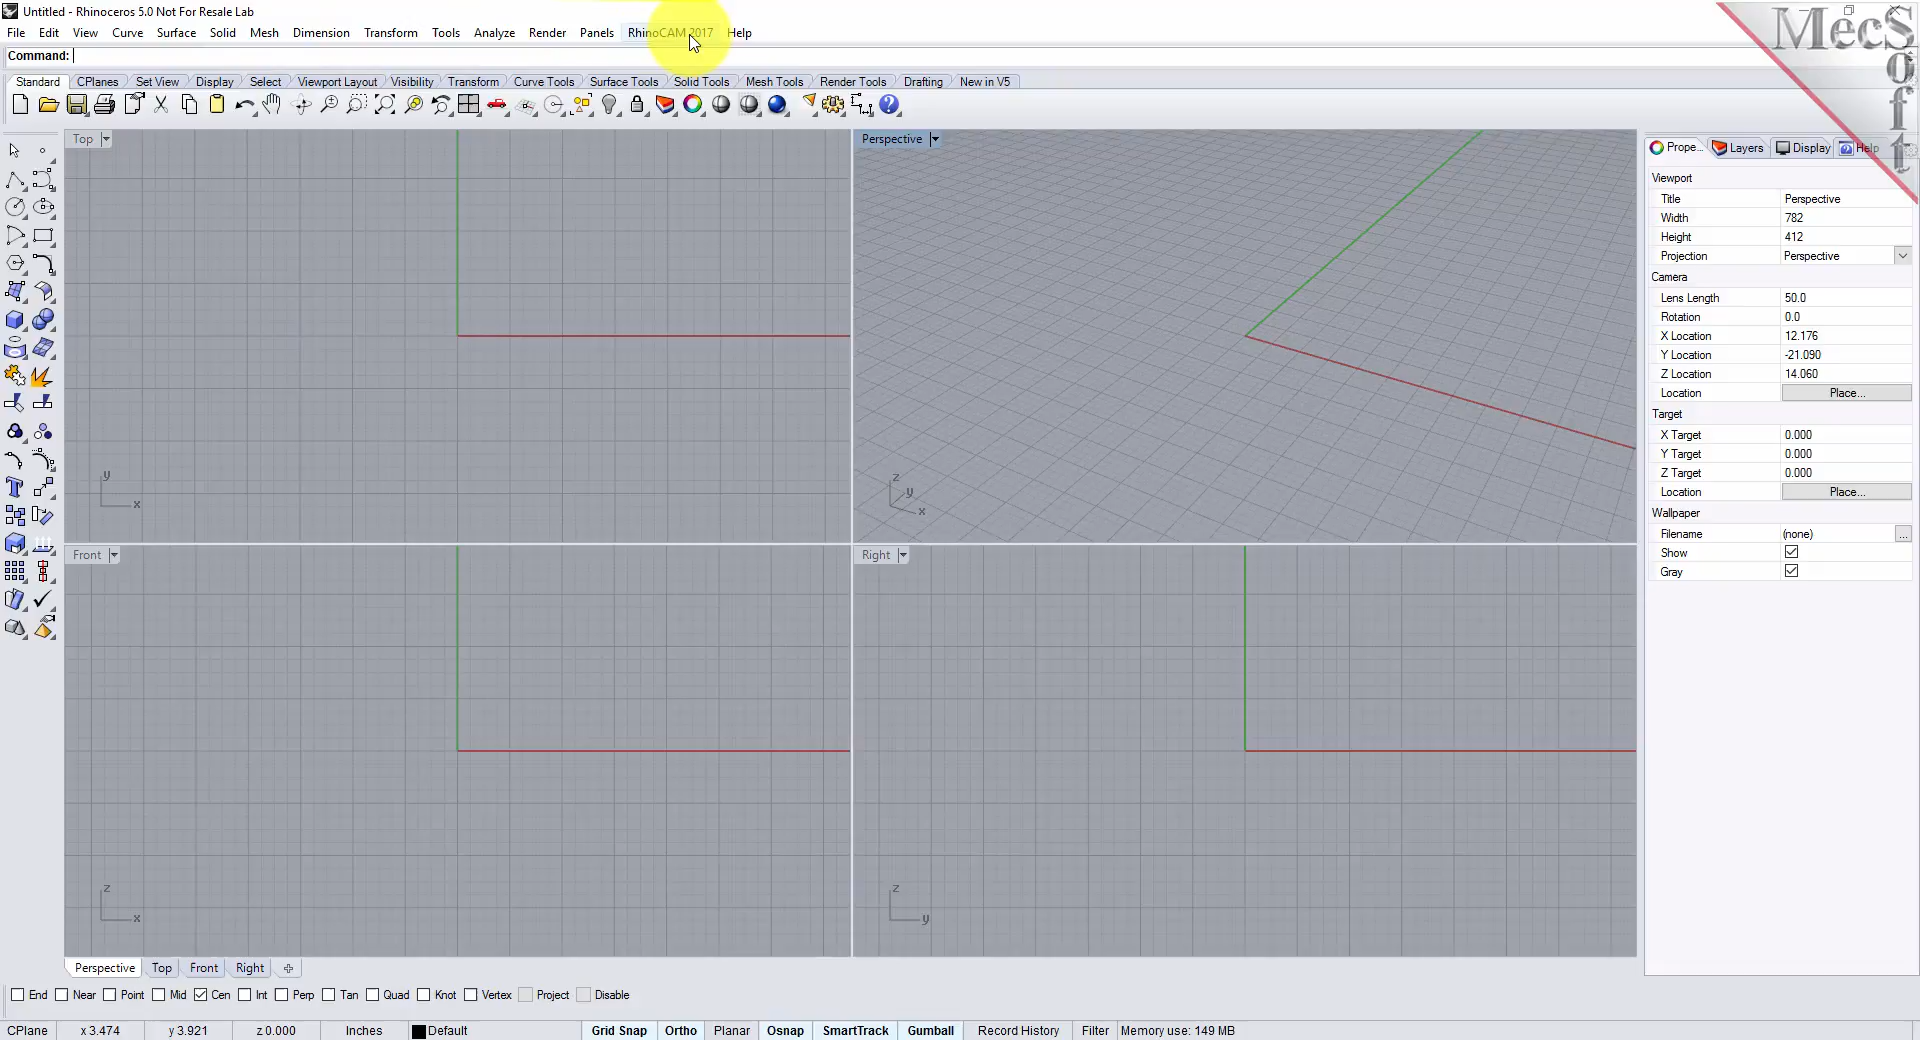 Untitled - Rhinoceros 5.0 Not For Resale Lab
File Edit View Curve Surface Solid Mesh Dimension Transform Tools Analyze Render Panels RhinoCAM 2017 Help
Command:
Standard CPlanes Set View Display Select Viewport Layout Visibility Transform Curve Tools Surface Tools Solid Tools Mesh Tools Render Tools Drafting New in V5
MecSoft
Top
Perspective
Prope... Layers Display Help
Viewport
Title Perspective
Width 782
Height 412
Projection Perspective
Camera
Lens Length 50.0
Rotation 0.0
X Location 12.176
Y Location -21.090
Z Location 14.060
Location Place...
Target
X Target 0.000
Y Target 0.000
Z Target 0.000
Location Place...
Wallpaper
Filename (none) ...
Show
Gray
y
x
z
y
x
Front
Right
z
x
z
y
Perspective Top Front Right
End Near Point Mid Cen Int Perp Tan Quad Knot Vertex Project Disable
CPlane x 3.474 y 3.921 z 0.000 Inches Default Grid Snap Ortho Planar Osnap SmartTrack Gumball Record History Filter Memory use: 149 MB